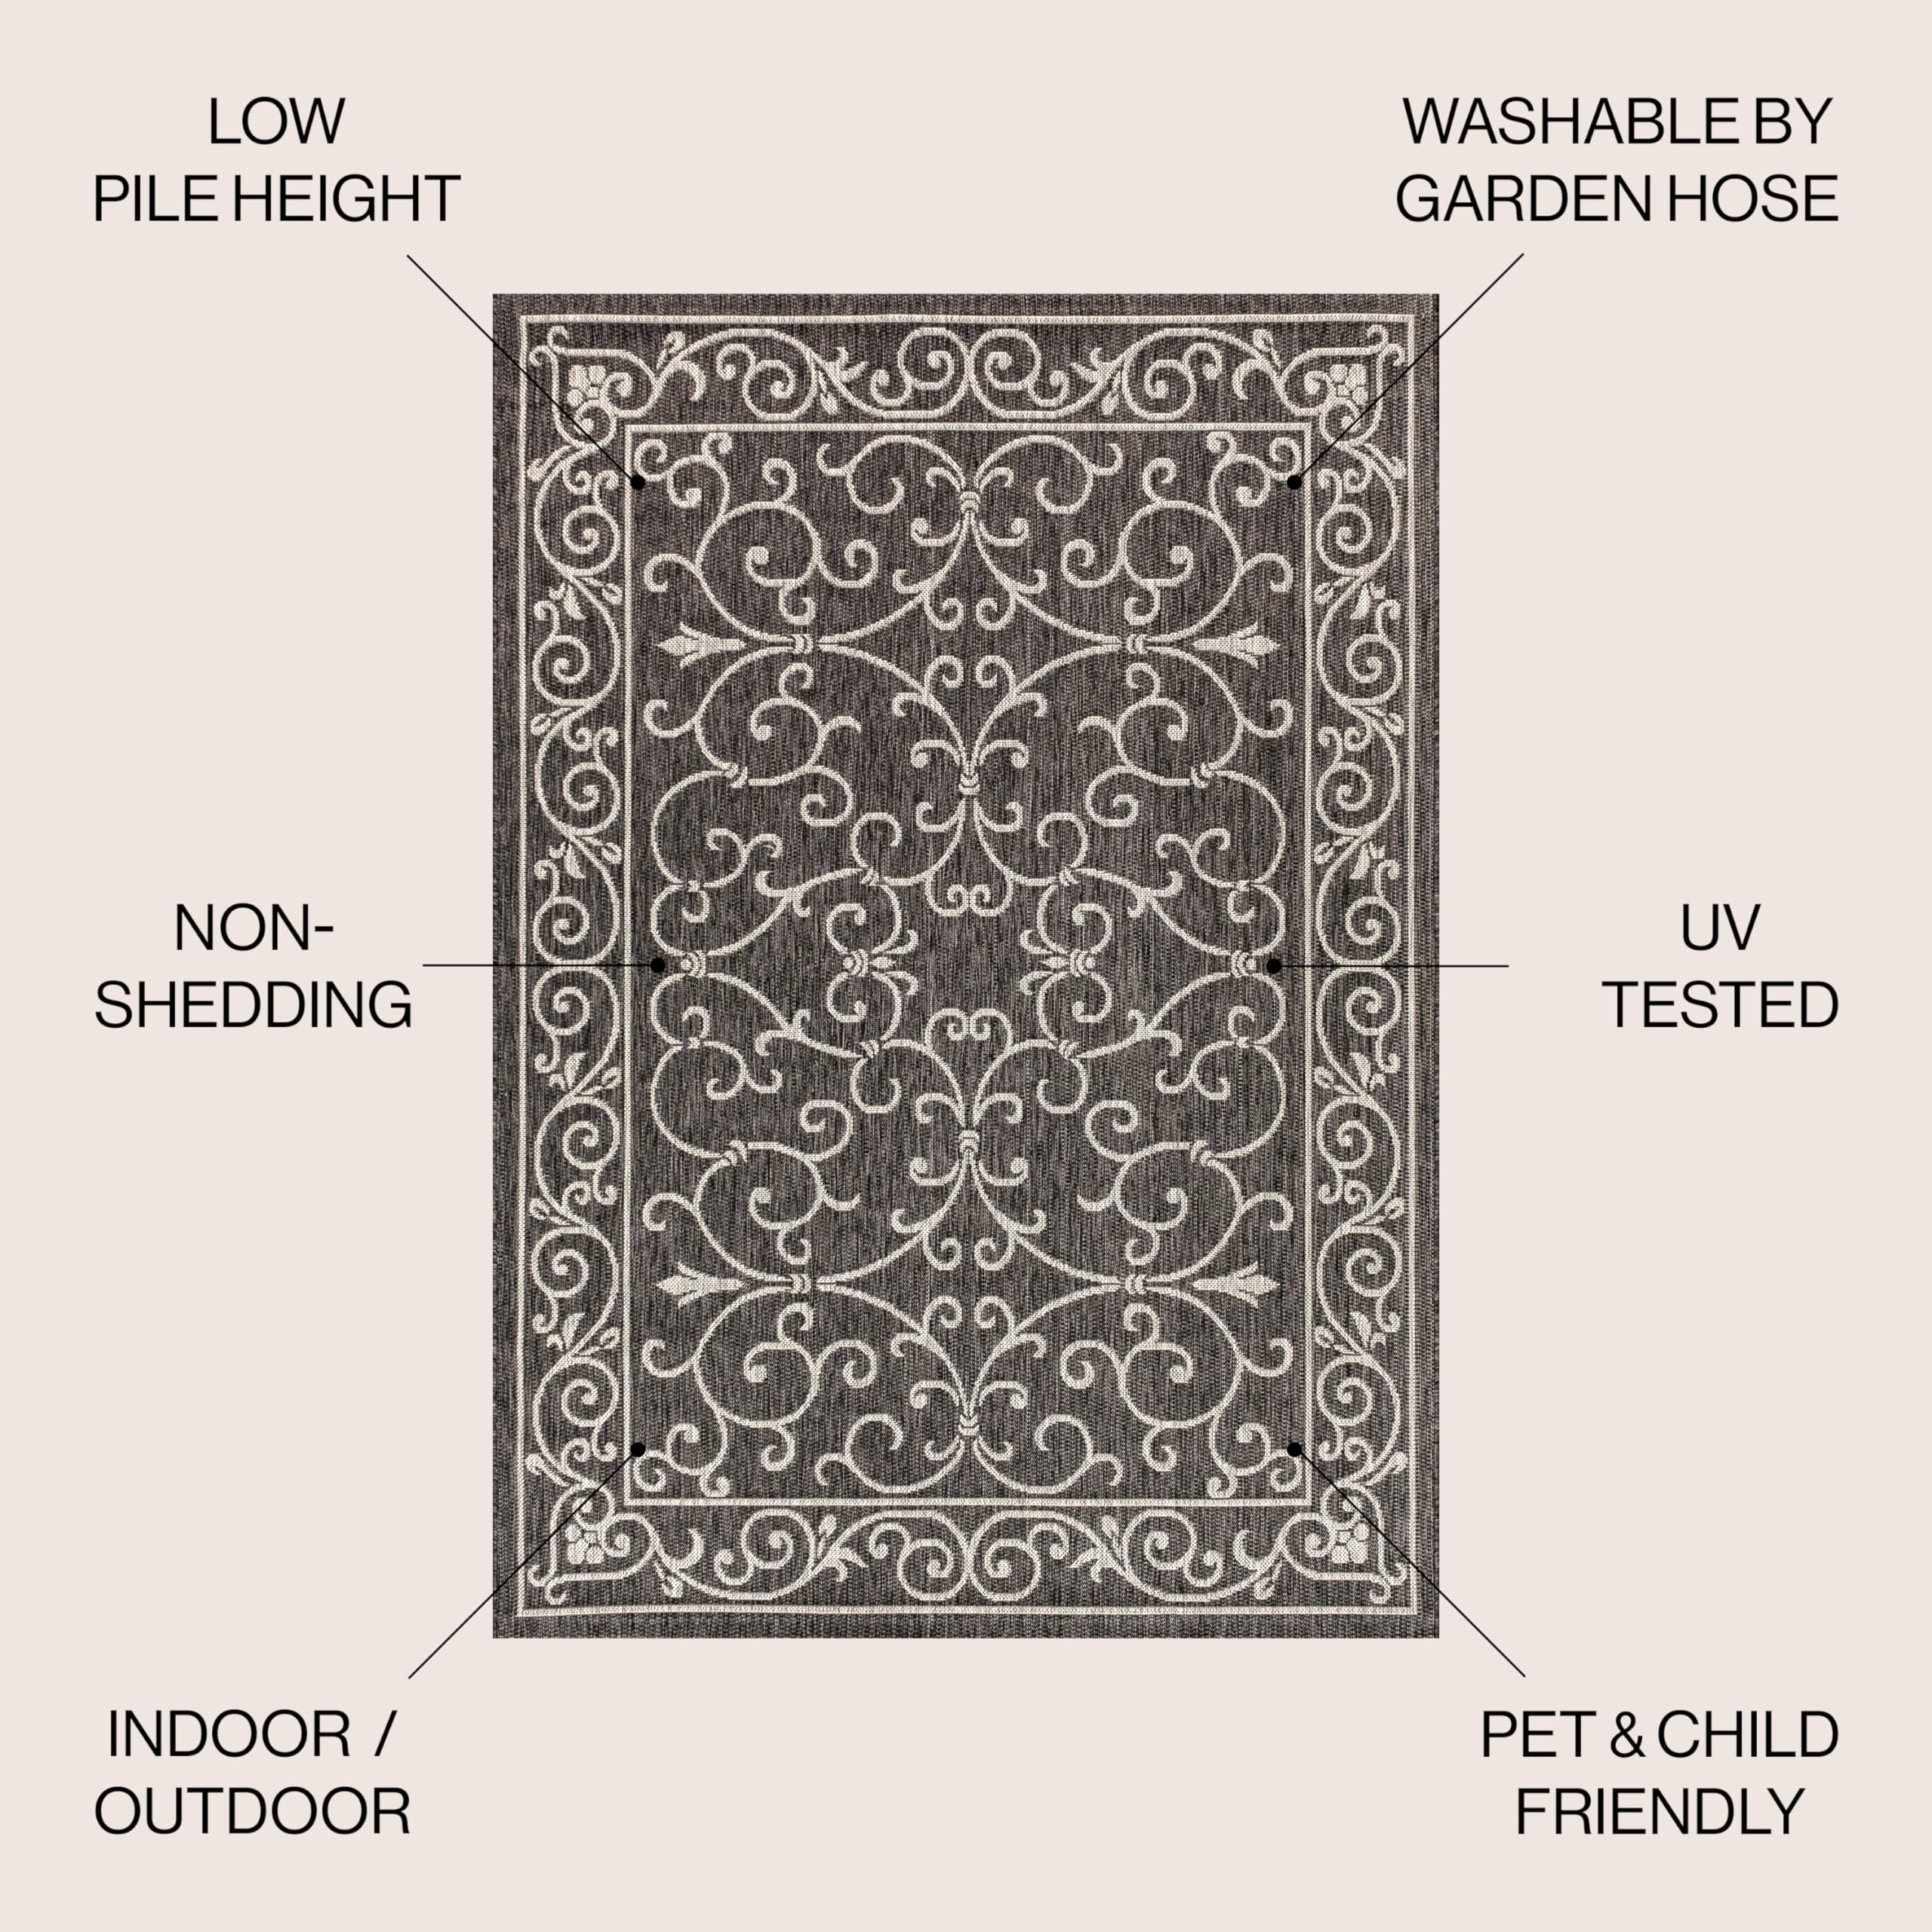 LOW
PILE HEIGHT
WASHABLE BY
GARDEN HOSE
NON-
SHEDDING
UV
TESTED
INDOOR /
OUTDOOR
PET & CHILD
FRIENDLY